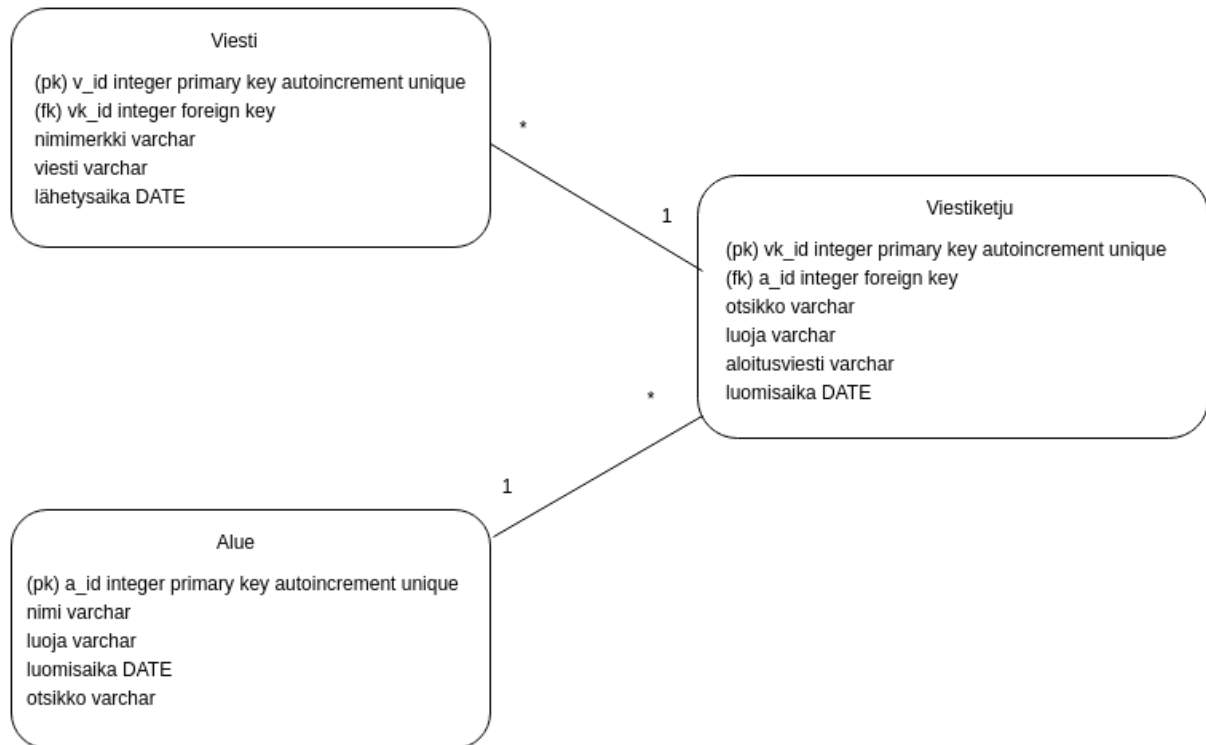 Viesti
(pk) v_id integer primary key autoincrement unique
(fk) vk_id integer foreign key
nimimerkki varchar
viesti varchar
lähetysaika DATE
*
1
Viestiketju
(pk) vk_id integer primary key autoincrement unique
(fk) a_id integer foreign key
otsikko varchar
luoja varchar
aloitusviesti varchar
luomisaika DATE
*
1
Alue
(pk) a_id integer primary key autoincrement unique
nimi varchar
luoja varchar
luomisaika DATE
otsikko varchar